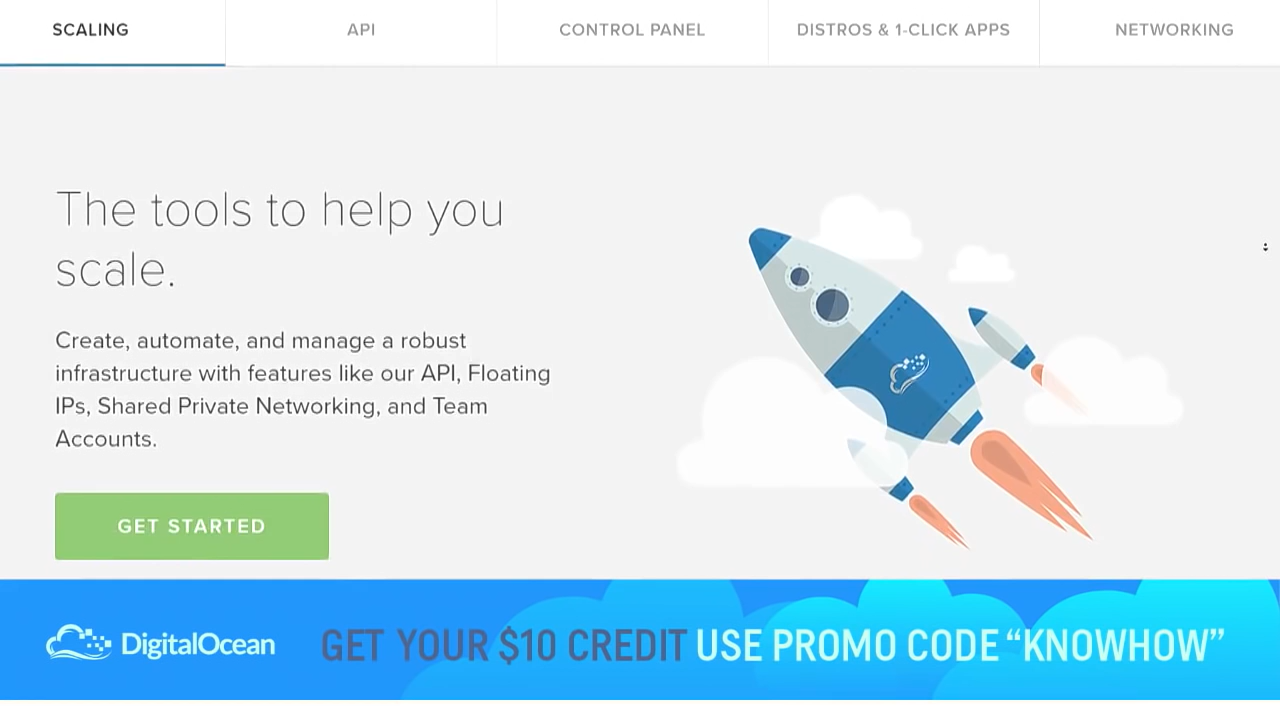 SCALING
API
CONTROL PANEL
DISTROS & 1-CLICK APPS
NETWORKING
The tools to help you
scale.
Create, automate, and manage a robust
infrastructure with features like our API, Floating
IPs, Shared Private Networking, and Team
Accounts.
GET STARTED
DigitalOcean
GET YOUR $10 CREDIT USE PROMO CODE “KNOWHOW”